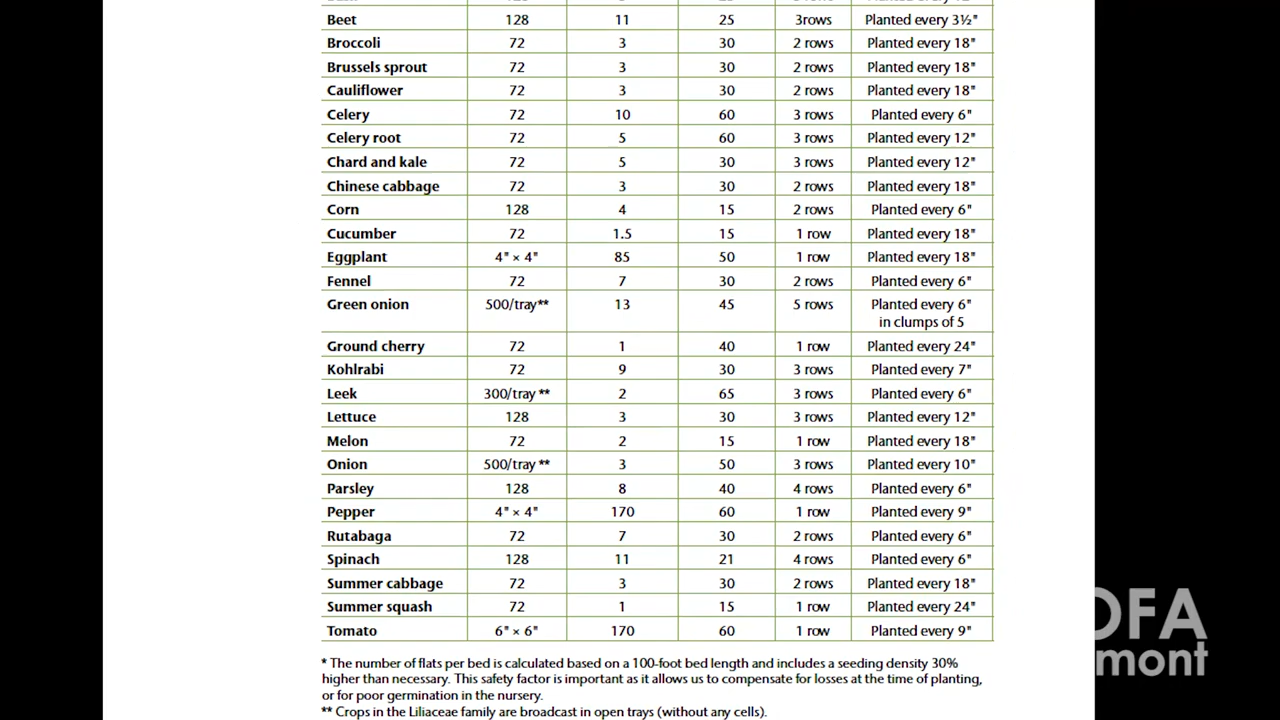 Beet 128 11 25 3rows Planted every 3½"
Broccoli 72 3 30 2 rows Planted every 18"
Brussels sprout 72 3 30 2 rows Planted every 18"
Cauliflower 72 3 30 2 rows Planted every 18"
Celery 72 10 60 3 rows Planted every 6"
Celery root 72 5 60 3 rows Planted every 12"
Chard and kale 72 5 30 3 rows Planted every 12"
Chinese cabbage 72 3 30 2 rows Planted every 18"
Corn 128 4 15 2 rows Planted every 6"
Cucumber 72 1.5 15 1 row Planted every 18"
Eggplant 4" × 4" 85 50 1 row Planted every 18"
Fennel 72 7 30 2 rows Planted every 6"
Green onion 500/tray** 13 45 5 rows Planted every 6"
in clumps of 5
Ground cherry 72 1 40 1 row Planted every 24"
Kohlrabi 72 9 30 3 rows Planted every 7"
Leek 300/tray ** 2 65 3 rows Planted every 6"
Lettuce 128 3 30 3 rows Planted every 12"
Melon 72 2 15 1 row Planted every 18"
Onion 500/tray ** 3 50 3 rows Planted every 10"
Parsley 128 8 40 4 rows Planted every 6"
Pepper 4" × 4" 170 60 1 row Planted every 9"
Rutabaga 72 7 30 2 rows Planted every 6"
Spinach 128 11 21 4 rows Planted every 6"
Summer cabbage 72 3 30 2 rows Planted every 18"
Summer squash 72 1 15 1 row Planted every 24"
Tomato 6" × 6" 170 60 1 row Planted every 9"
* The number of flats per bed is calculated based on a 100-foot bed length and includes a seeding density 30%
higher than necessary. This safety factor is important as it allows us to compensate for losses at the time of planting,
or for poor germination in the nursery.
** Crops in the Liliaceae family are broadcast in open trays (without any cells).
OFA
mont